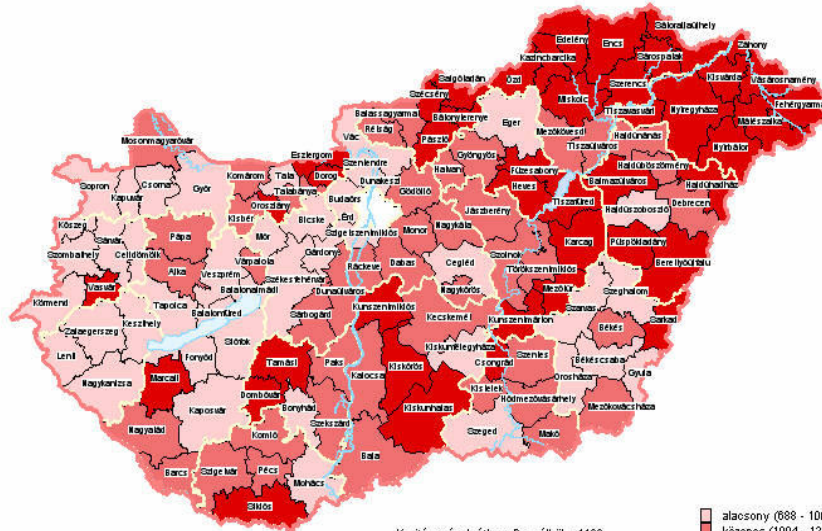 Sátoraljaújhely
Edelény
Encs
Kazincbarcika
Sárospatak
Záhony
Salgótarján
Ózd
Szerencs
Kisvárda
Vásárosnamény
Szécsény
Miskolc
Tiszavasvári
Nyíregyháza
Fehérgyarmat
Balassagyarmat
Bátonyterenye
Mátészalka
Rétság
Eger
Mezőkövesd
Nyírbátor
Mosonmagyaróvár
Vác
Pásztó
Hajdúnánás
Esztergom
Szentendre
Gyöngyös
Tiszaújváros
Hajdúböszörmény
Komárom
Tata
Dorog
Dunakeszi
Hatvan
Füzesabony
Balmazújváros
Hajdúhadház
Sopron
Csorna
Győr
Tatabánya
Gödöllő
Heves
Kapuvár
Oroszlány
Budaörs
Tiszafüred
Debrecen
Kisbér
Bicske
Érd
Jászberény
Hajdúszoboszló
Kőszeg
Szigetszentmiklós
Sárvár
Pápa
Mór
Monor
Nagykáta
Karcag
Püspökladány
Szombathely
Celldömölk
Gárdony
Szolnok
Berettyóújfalu
Ajka
Várpalota
Ráckeve
Dabas
Cegléd
Törökszentmiklós
Vasvár
Veszprém
Székesfehérvár
Körmend
Balatonalmádi
Dunaújváros
Nagykőrös
Mezőtúr
Szeghalom
Tapolca
Balatonfüred
Sárbogárd
Kunszentmiklós
Kecskemét
Kunszentmárton
Szarvas
Zalaegerszeg
Keszthely
Békés
Sarkad
Siófok
Kiskunfélegyháza
Lenti
Fonyód
Tamási
Paks
Csongrád
Szentes
Békéscsaba
Nagykanizsa
Marcali
Kalocsa
Kiskőrös
Gyula
Dombóvár
Kistelek
Orosháza
Kaposvár
Bonyhád
Kiskunhalas
Hódmezővásárhely
Mezőkovácsháza
Nagyatád
Szekszárd
Komló
Szeged
Makó
Baja
Barcs
Szigetvár
Pécs
Mohács
Siklós